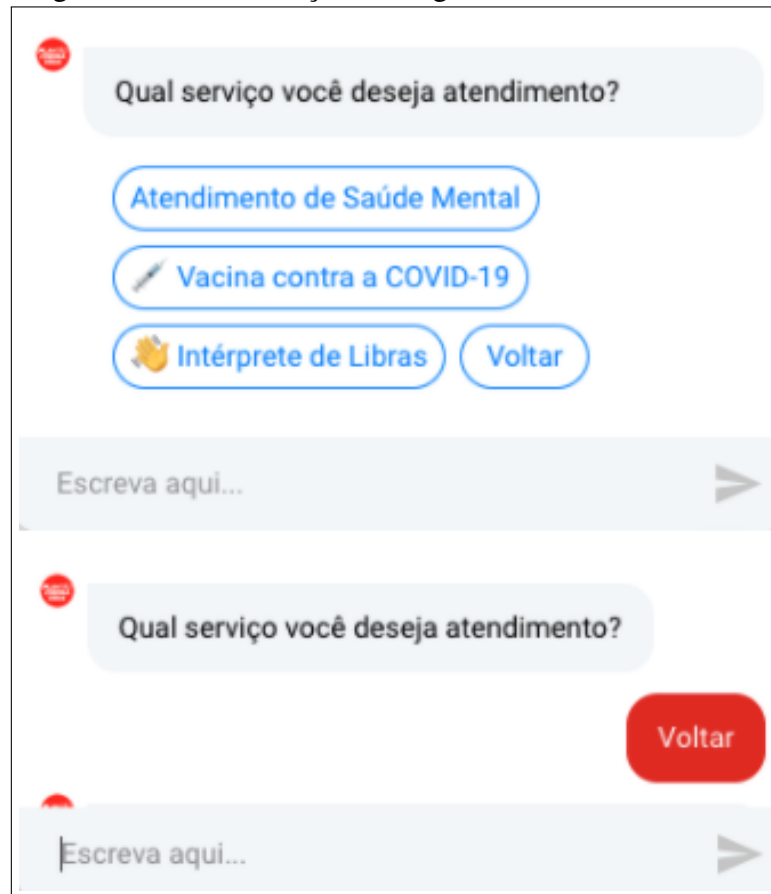 Qual serviço você deseja atendimento?
Atendimento de Saúde Mental
Vacina contra a COVID-19
Intérprete de Libras Voltar
Escreva aqui...
Qual serviço você deseja atendimento?
Voltar
Escreva aqui...